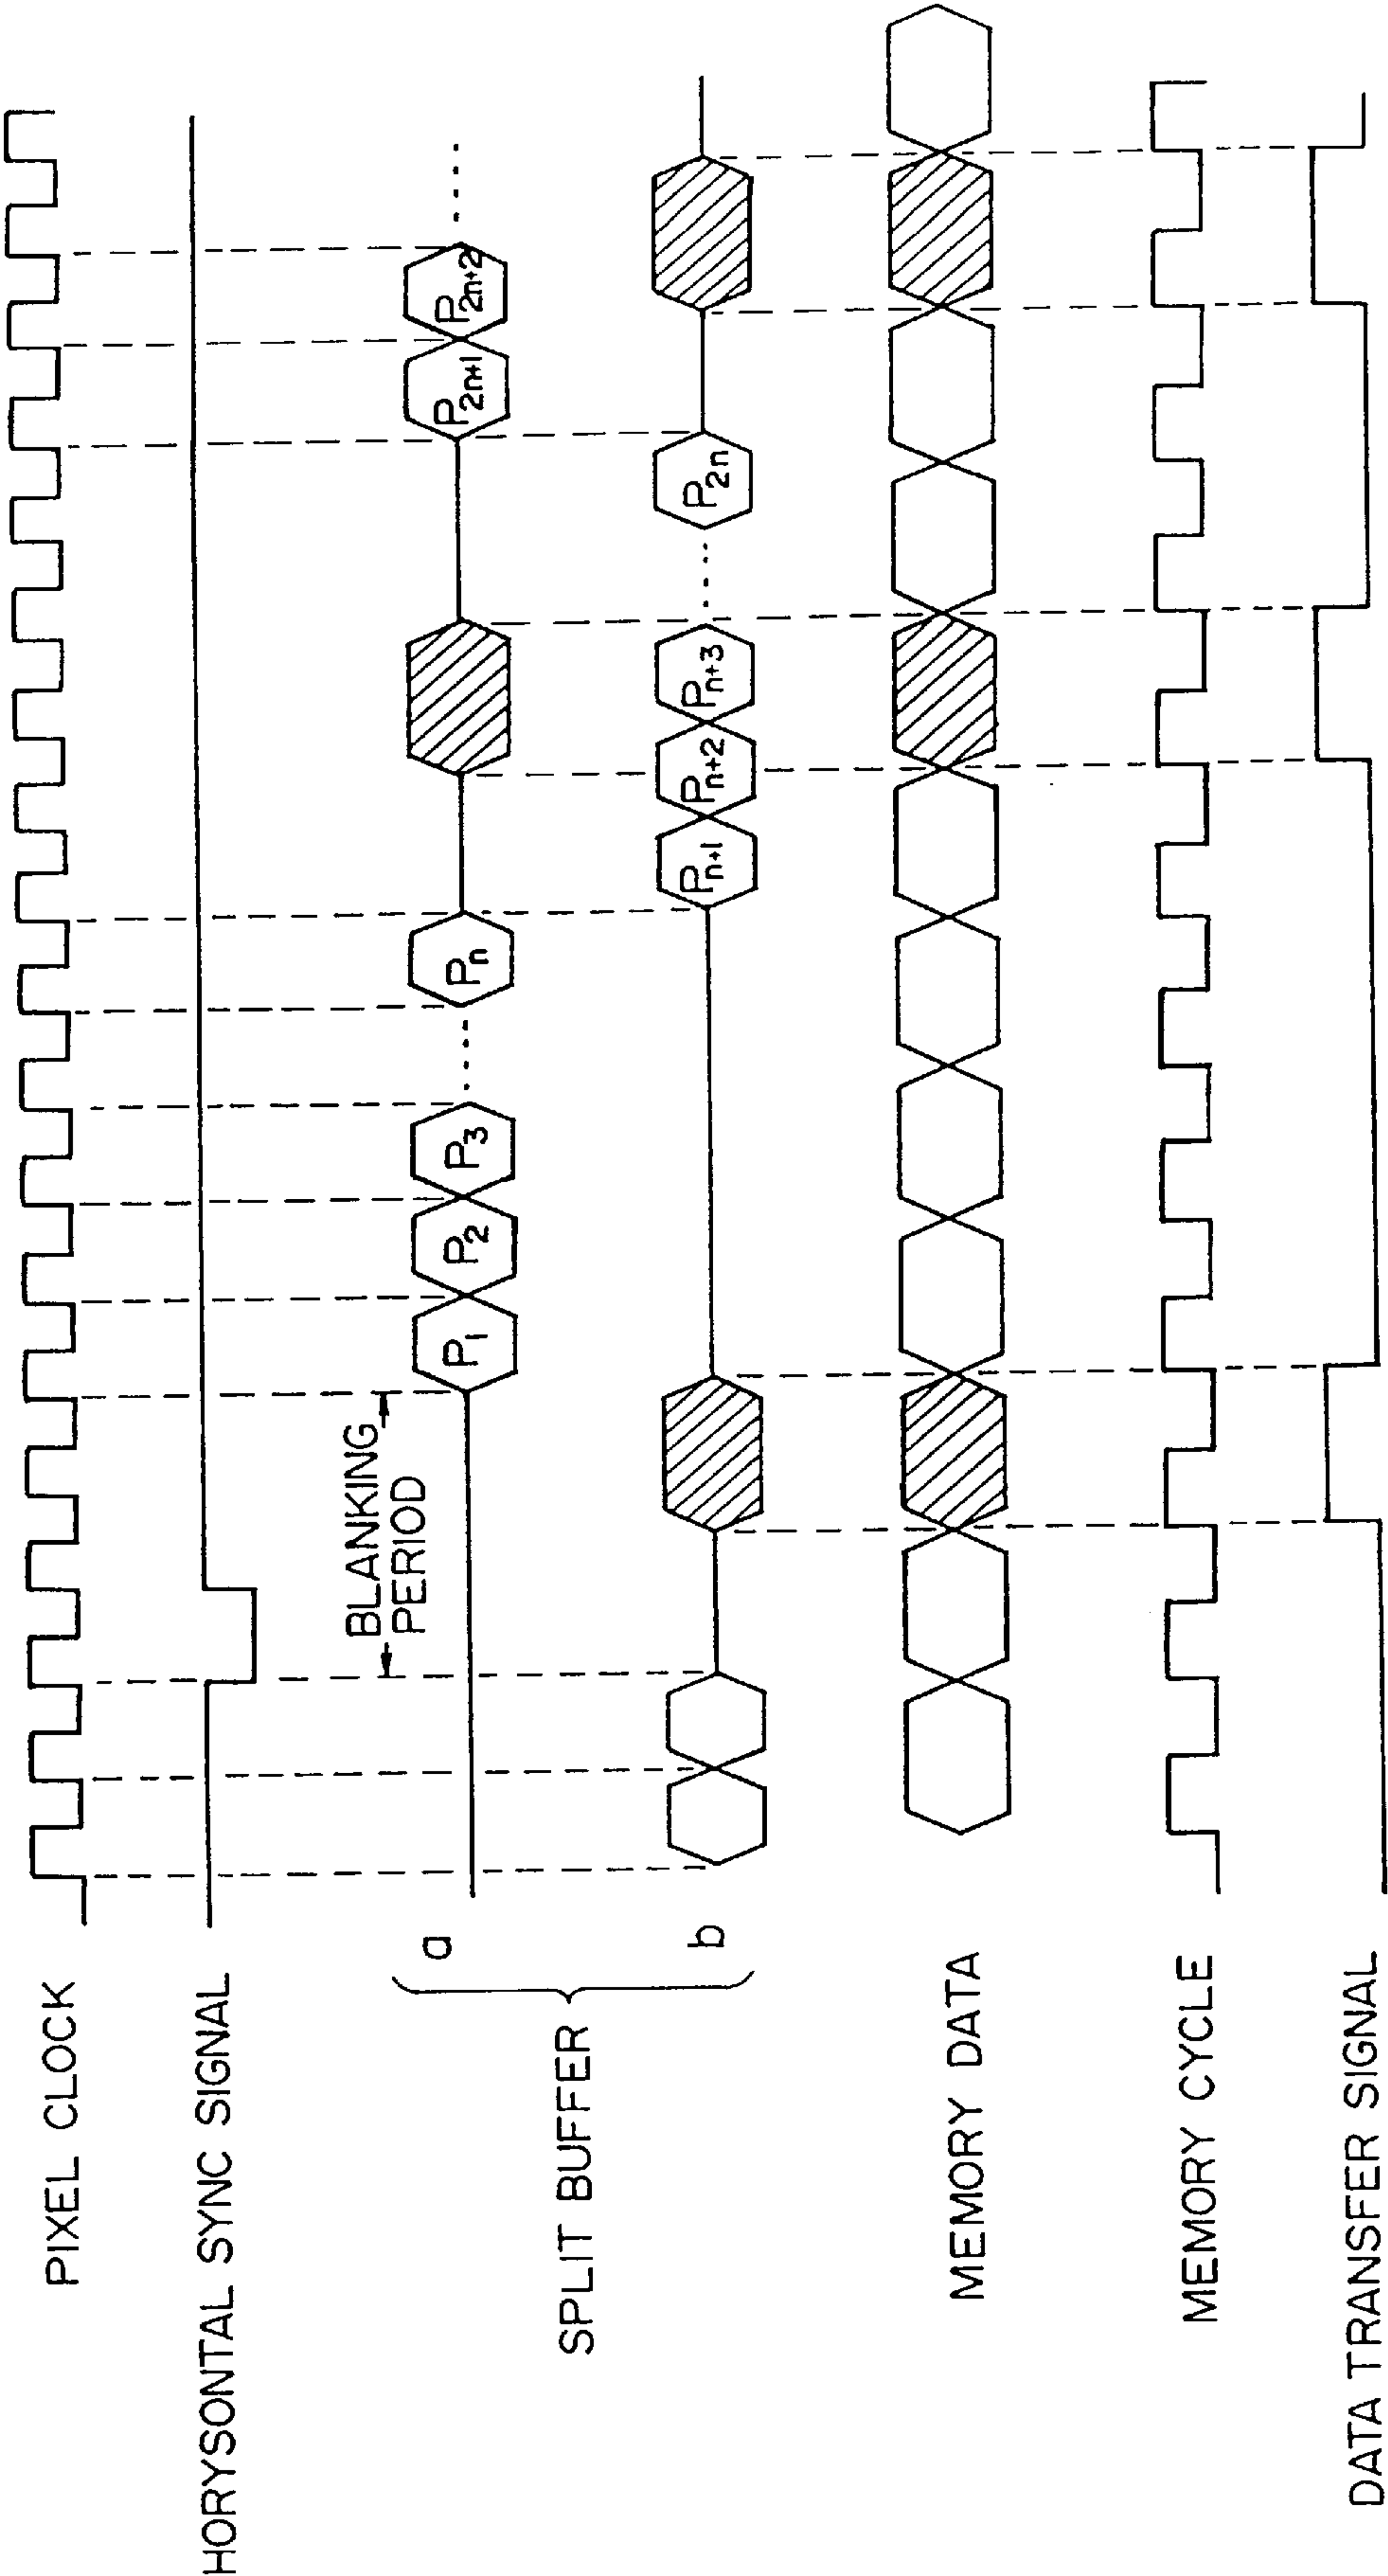 PIXEL CLOCK
HORYSONTAL SYNC SIGNAL
BLANKING
PERIOD
SPLIT BUFFER
a
P1 P2 P3 ..... Pn P2n+1 P2n+2 ....
b
Pn+1 Pn+2 Pn+3 ..... P2n
MEMORY DATA
MEMORY CYCLE
DATA TRANSFER SIGNAL